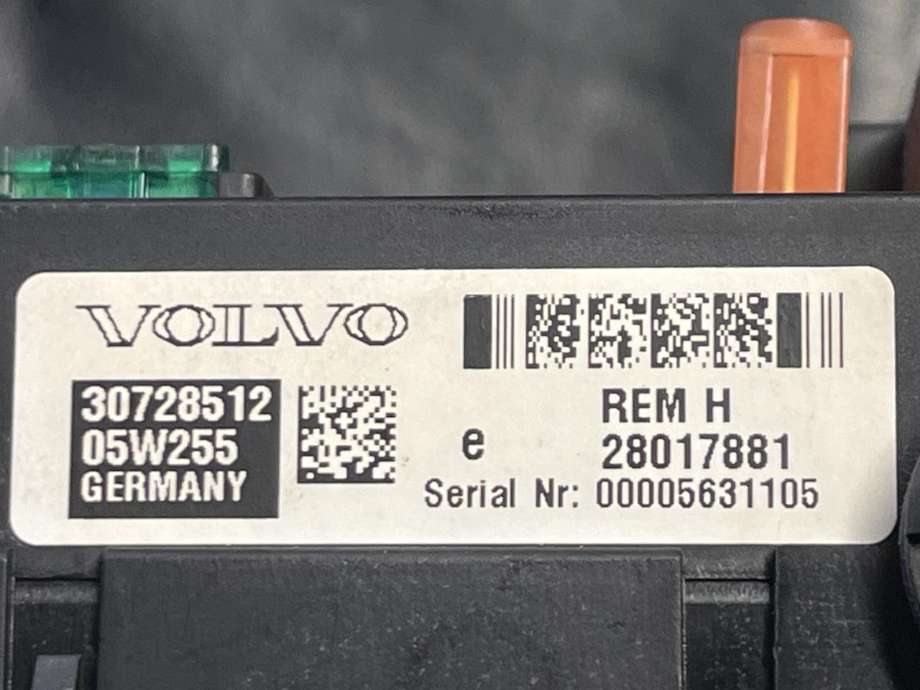 VOLVO
30728512
05W255
GERMANY
REM H
e 28017881
Serial Nr: 00005631105